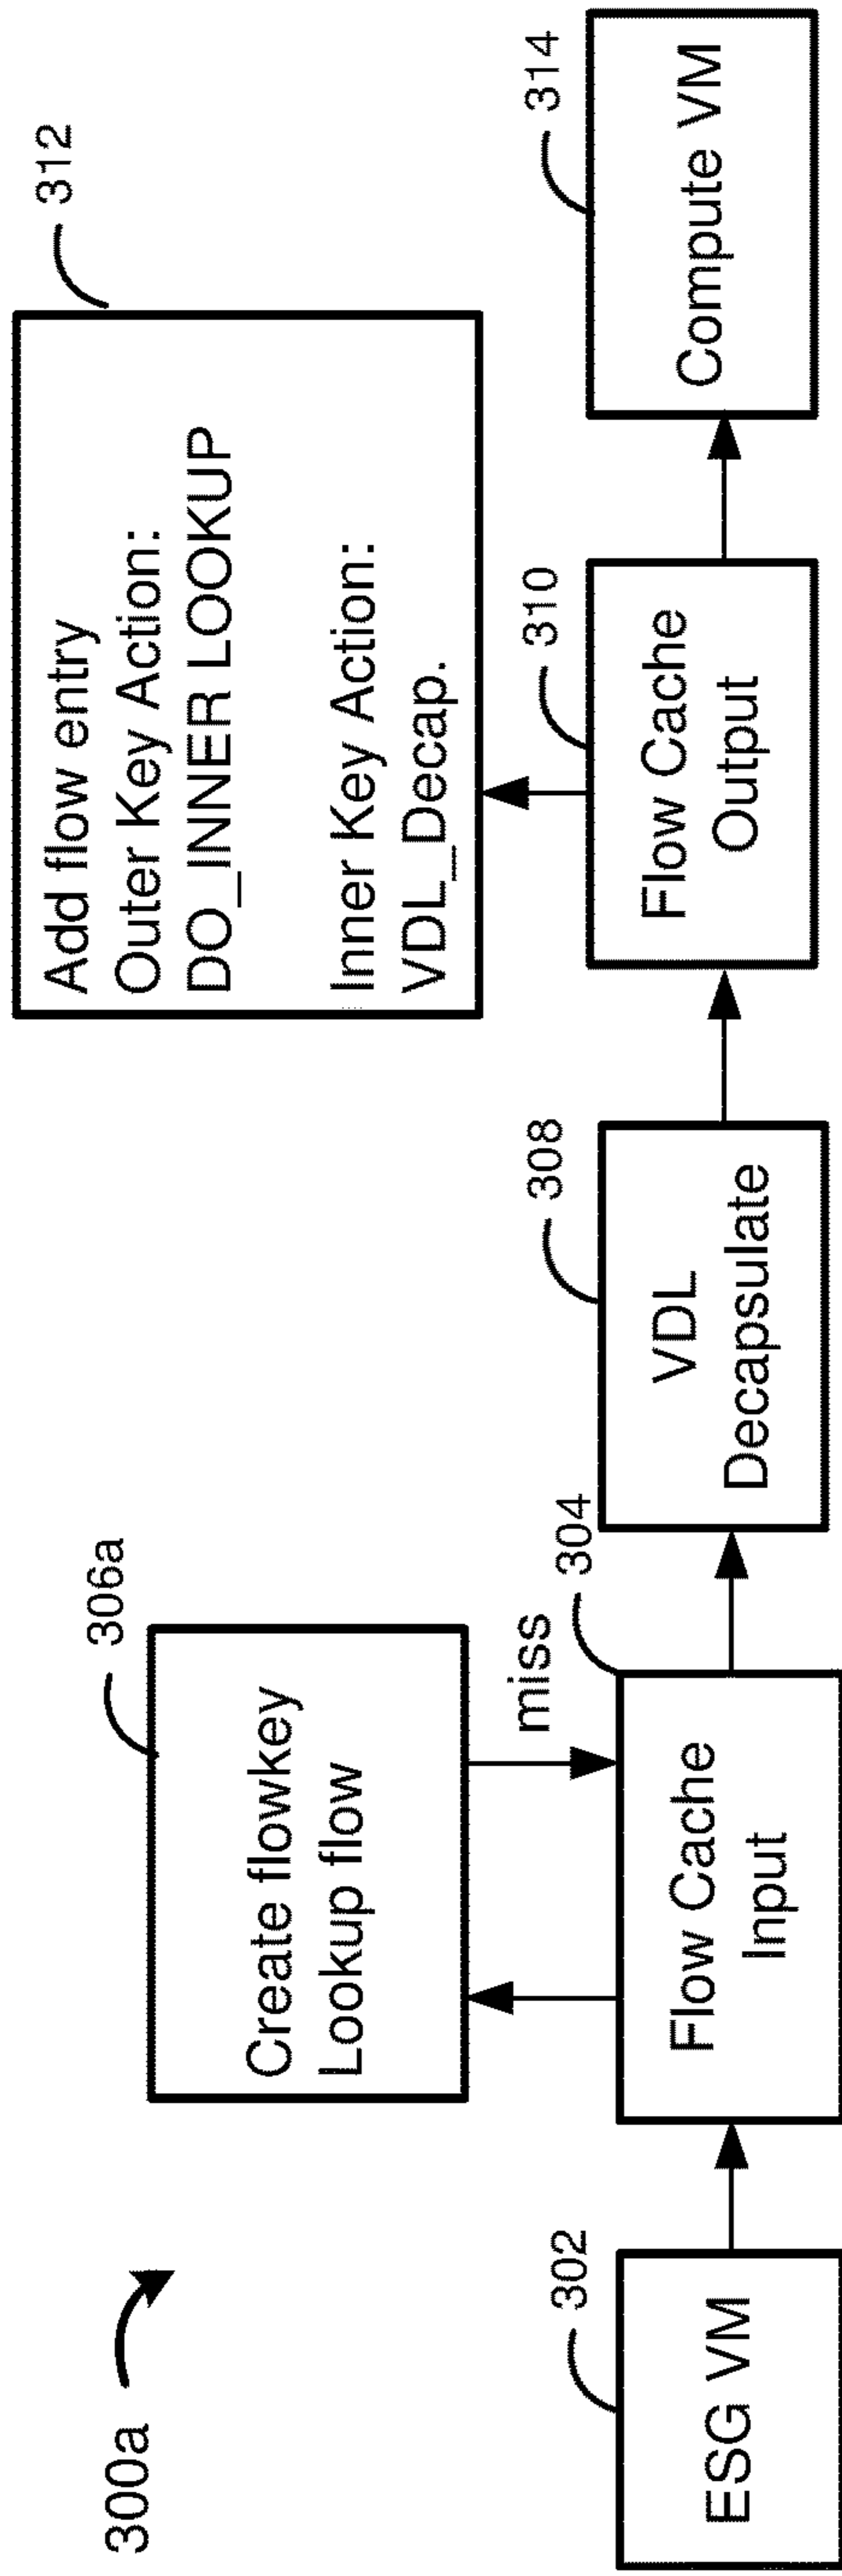 300a
302
ESG VM
304
Flow Cache
Input
306a
Create flowkey
Lookup flow
miss
308
VDL
Decapsulate
310
Flow Cache
Output
312
Add flow entry
Outer Key Action:
DO_INNER LOOKUP
Inner Key Action:
VDL_Decap.
314
Compute VM